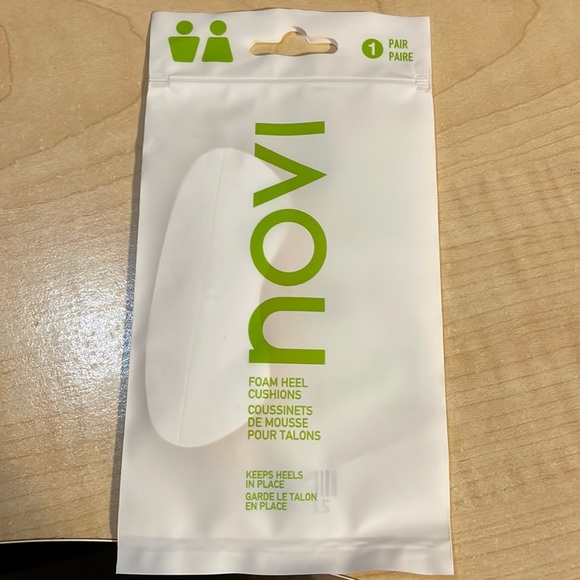 1 PAIR
PAIRE
novi
FOAM HEEL
CUSHIONS
COUSSINETS
DE MOUSSE
POUR TALONS
KEEPS HEELS
IN PLACE
GARDE LE TALON
EN PLACE